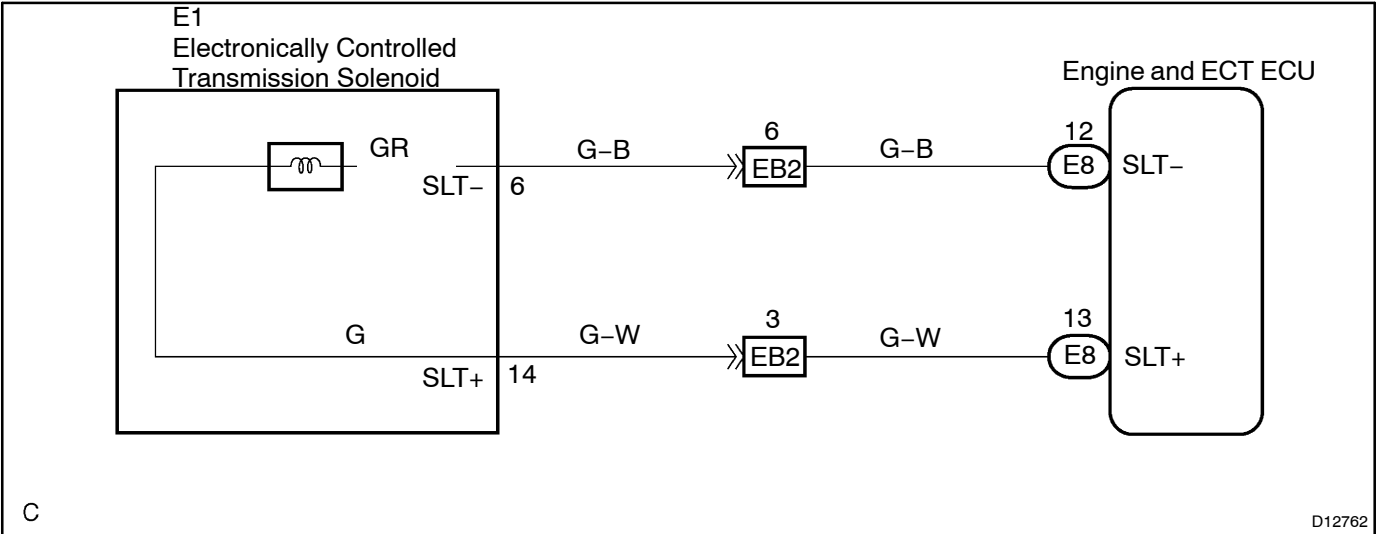 E1
Electronically Controlled
Transmission Solenoid
Engine and ECT ECU
GR
SLT−
6
G−B
6
EB2
G−B
12
E8
SLT−
G
SLT+
14
G−W
3
EB2
G−W
13
E8
SLT+
C
D12762